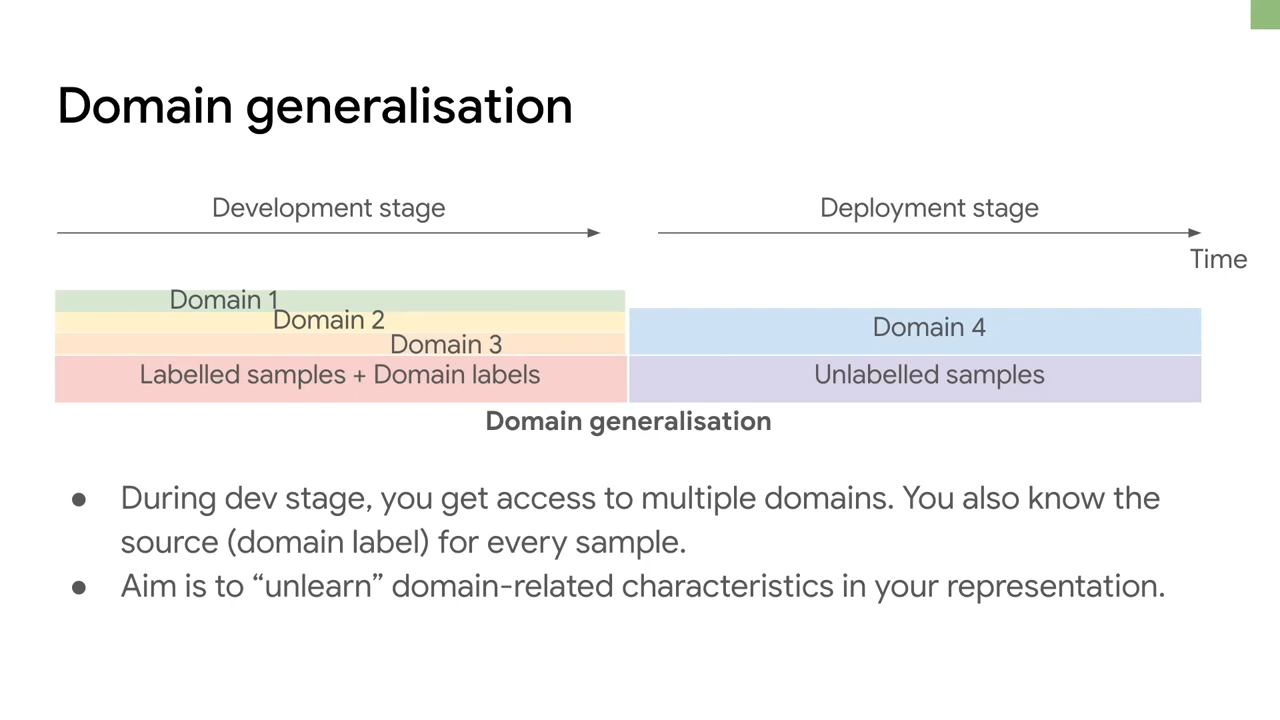 Domain generalisation
Development stage
Deployment stage
Time
Domain 1
Domain 2
Domain 3
Domain 4
Labelled samples + Domain labels
Unlabelled samples
Domain generalisation
● During dev stage, you get access to multiple domains. You also know the
source (domain label) for every sample.
● Aim is to “unlearn” domain-related characteristics in your representation.